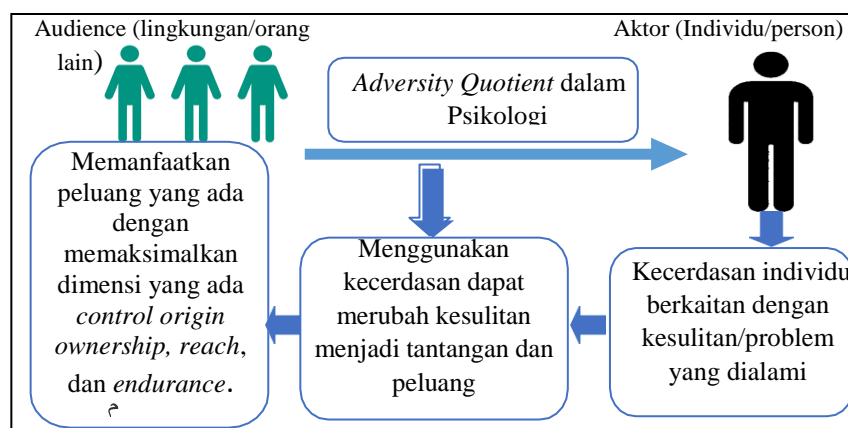 Audience (lingkungan/orang
lain)
Aktor (Individu/person)
Adversity Quotient dalam
Psikologi
Memanfaatkan
peluang yang ada
dengan
memaksimalkan
dimensi yang ada
control origin
ownership, reach,
dan endurance.
م
Menggunakan
kecerdasan dapat
merubah kesulitan
menjadi tantangan dan
peluang
Kecerdasan individu
berkaitan dengan
kesulitan/problem
yang dialami